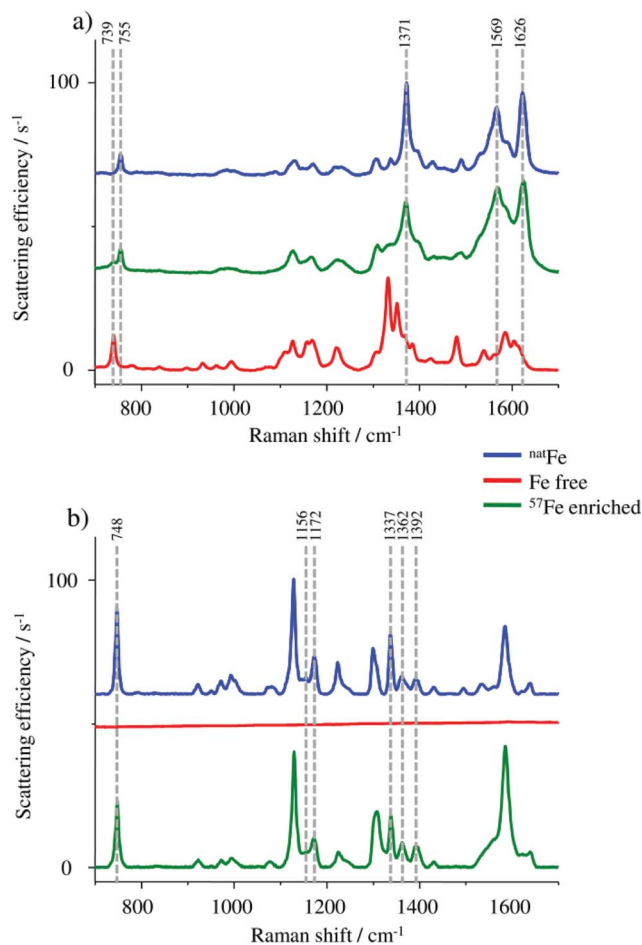 a)
739
755
1371
1569
1626
100
0
Scattering efficiency / s⁻¹
800
1000
1200
1400
1600
Raman shift / cm⁻¹
ⁿᵃᵗFe
Fe free
⁵⁷Fe enriched
b)
748
1156
1172
1337
1362
1392
100
0
Scattering efficiency / s⁻¹
800
1000
1200
1400
1600
Raman shift / cm⁻¹